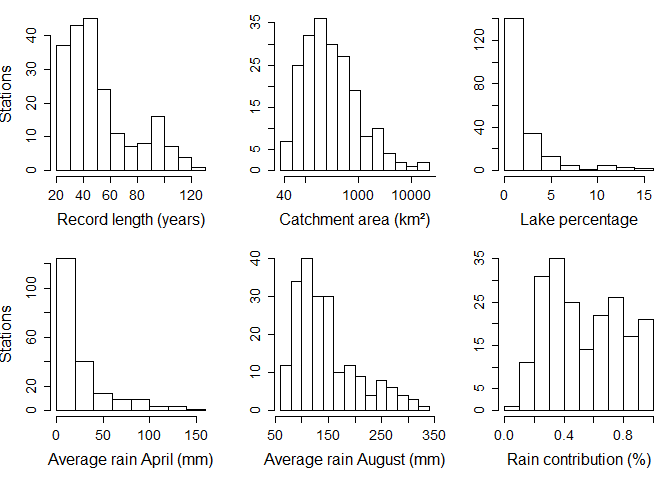 Stations
0 10 20 30 40
20 40 60 80 120
Record length (years)
5 15 25 35
40 1000 10000
Catchment area (km²)
0 40 80 140
0 5 10 15
Lake percentage
Stations
0 20 60 100
0 50 100 150
Average rain April (mm)
0 10 20 30 40
50 150 250 350
Average rain August (mm)
0 5 15 25 35
0.0 0.4 0.8
Rain contribution (%)